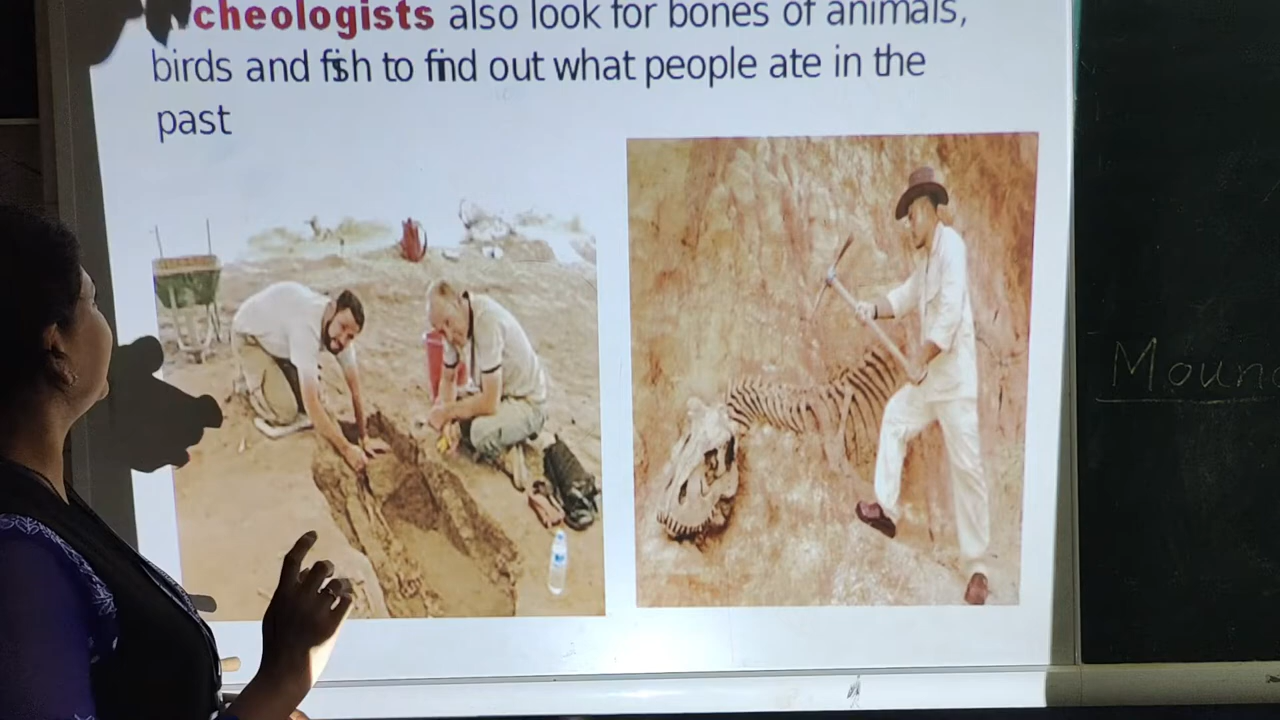 cheologists also look for bones of animals,
birds and fish to find out what people ate in the
past
Moun